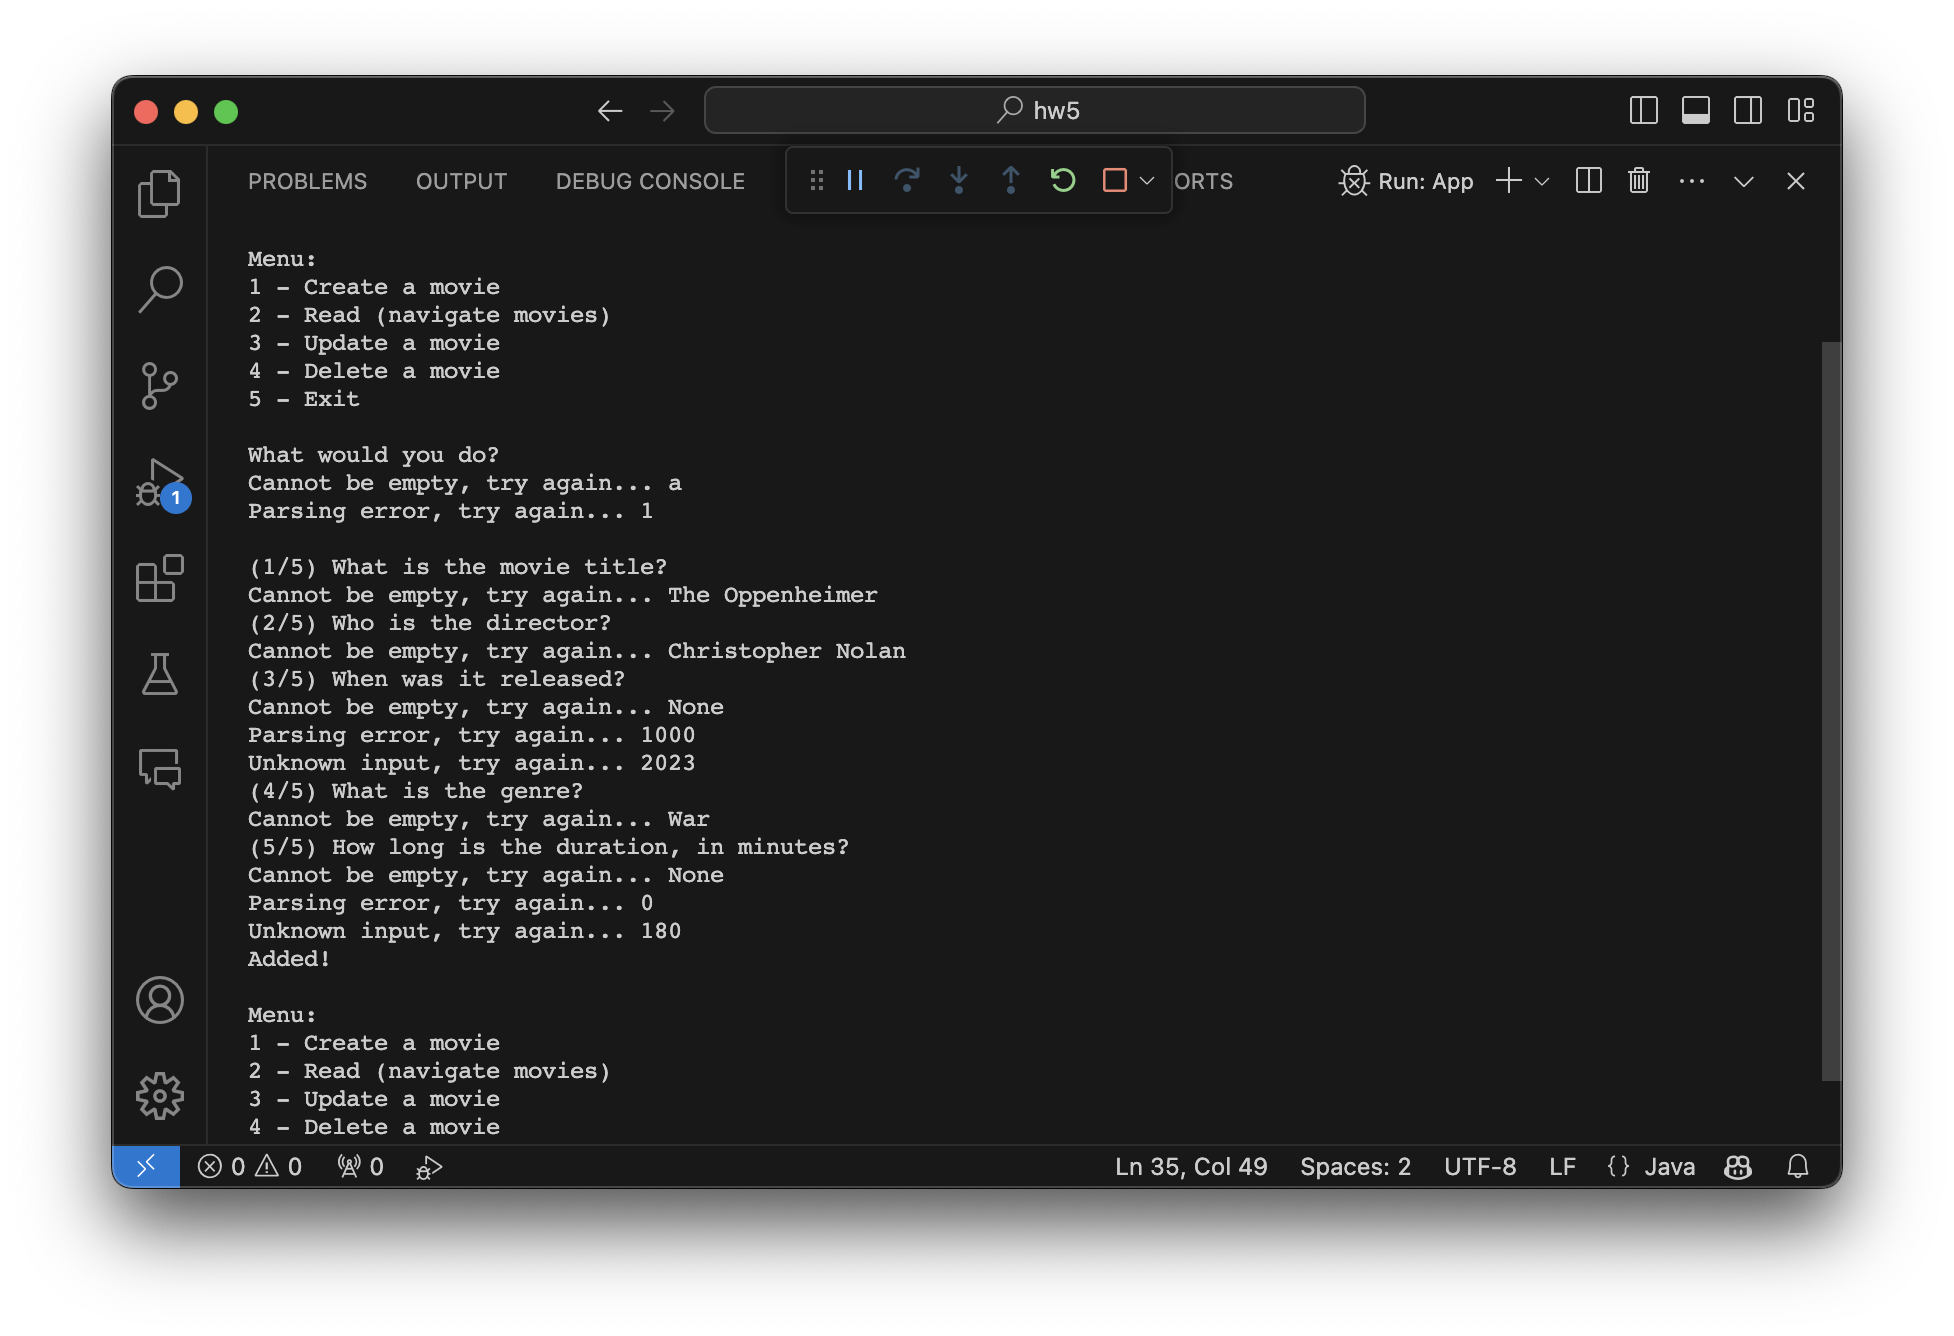 hw5
PROBLEMS OUTPUT DEBUG CONSOLE ORTS Run: App
Menu:
1 - Create a movie
2 - Read (navigate movies)
3 - Update a movie
4 - Delete a movie
5 - Exit
What would you do?
Cannot be empty, try again... a
Parsing error, try again... 1
(1/5) What is the movie title?
Cannot be empty, try again... The Oppenheimer
(2/5) Who is the director?
Cannot be empty, try again... Christopher Nolan
(3/5) When was it released?
Cannot be empty, try again... None
Parsing error, try again... 1000
Unknown input, try again... 2023
(4/5) What is the genre?
Cannot be empty, try again... War
(5/5) How long is the duration, in minutes?
Cannot be empty, try again... None
Parsing error, try again... 0
Unknown input, try again... 180
Added!
Menu:
1 - Create a movie
2 - Read (navigate movies)
3 - Update a movie
4 - Delete a movie
1
0 0 0 Ln 35, Col 49 Spaces: 2 UTF-8 LF {} Java